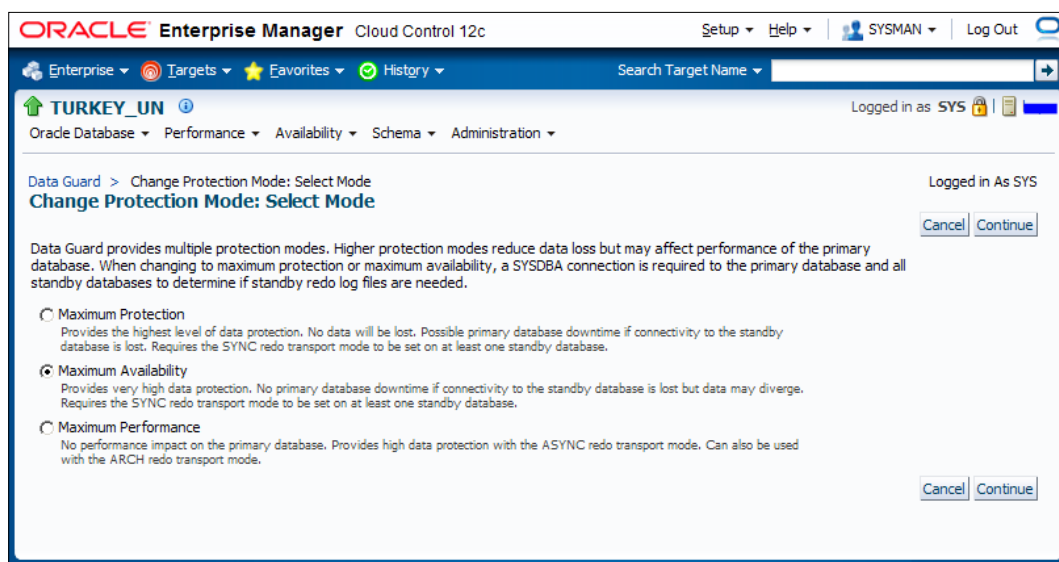 ORACLE Enterprise Manager Cloud Control 12c Setup Help SYSMAN Log Out
Enterprise Targets Favorites History Search Target Name
TURKEY_UN Logged in as SYS
Oracle Database Performance Availability Schema Administration
Data Guard > Change Protection Mode: Select Mode Logged in As SYS
Change Protection Mode: Select Mode
Cancel Continue
Data Guard provides multiple protection modes. Higher protection modes reduce data loss but may affect performance of the primary
database. When changing to maximum protection or maximum availability, a SYSDBA connection is required to the primary database and all
standby databases to determine if standby redo log files are needed.
Maximum Protection
Provides the highest level of data protection. No data will be lost. Possible primary database downtime if connectivity to the standby
database is lost. Requires the SYNC redo transport mode to be set on at least one standby database.
Maximum Availability
Provides very high data protection. No primary database downtime if connectivity to the standby database is lost but data may diverge.
Requires the SYNC redo transport mode to be set on at least one standby database.
Maximum Performance
No performance impact on the primary database. Provides high data protection with the ASYNC redo transport mode. Can also be used
with the ARCH redo transport mode.
Cancel Continue